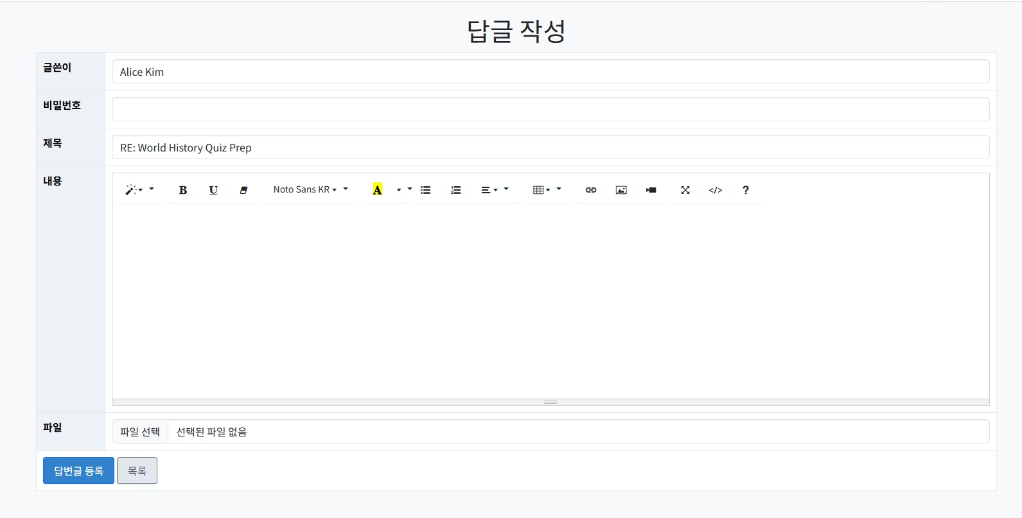 답글 작성
글쓴이
Alice Kim
비밀번호
제목
RE: World History Quiz Prep
내용
B U Noto Sans KR A </> ?
파일
파일 선택 선택된 파일 없음
답변글 등록 목록